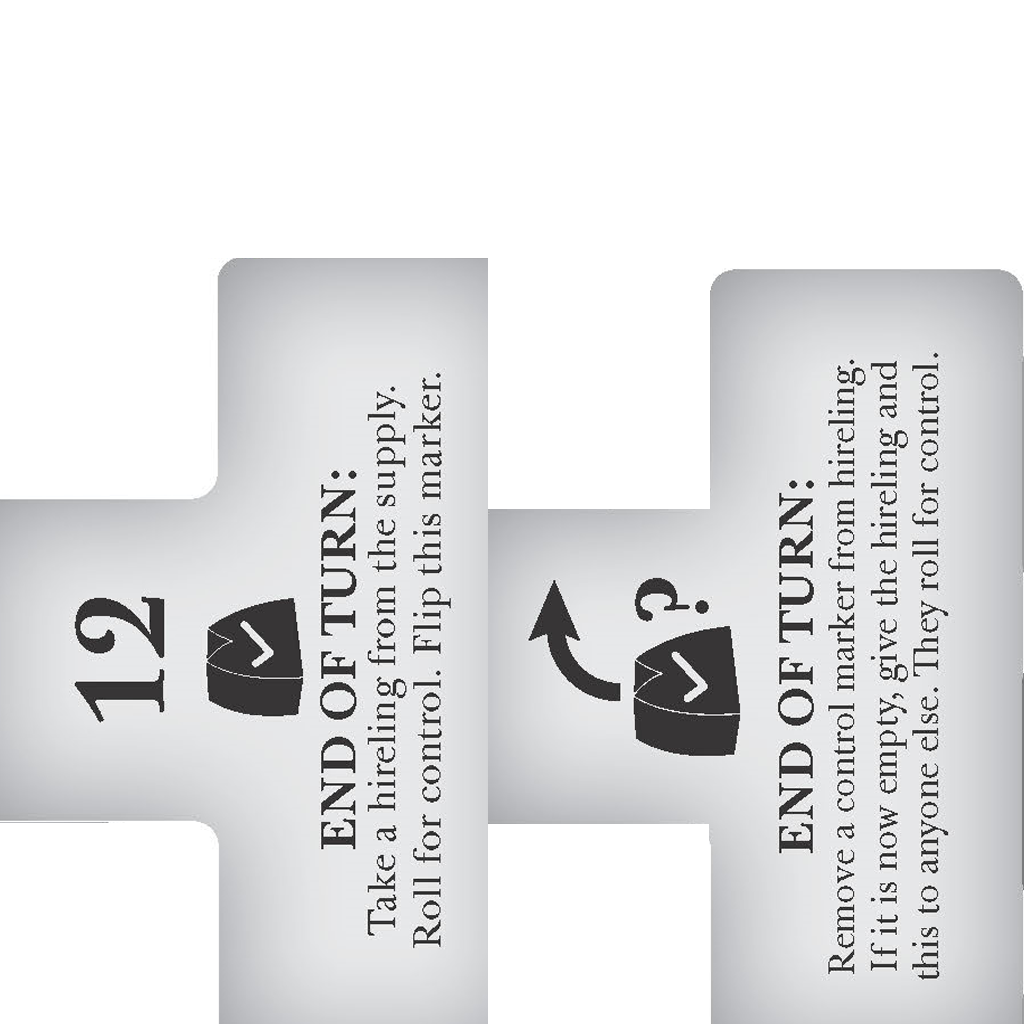 12
END OF TURN:
Take a hireling from the supply.
Roll for control. Flip this marker.
?
END OF TURN:
Remove a control marker from hireling.
If it is now empty, give the hireling and
this to anyone else. They roll for control.